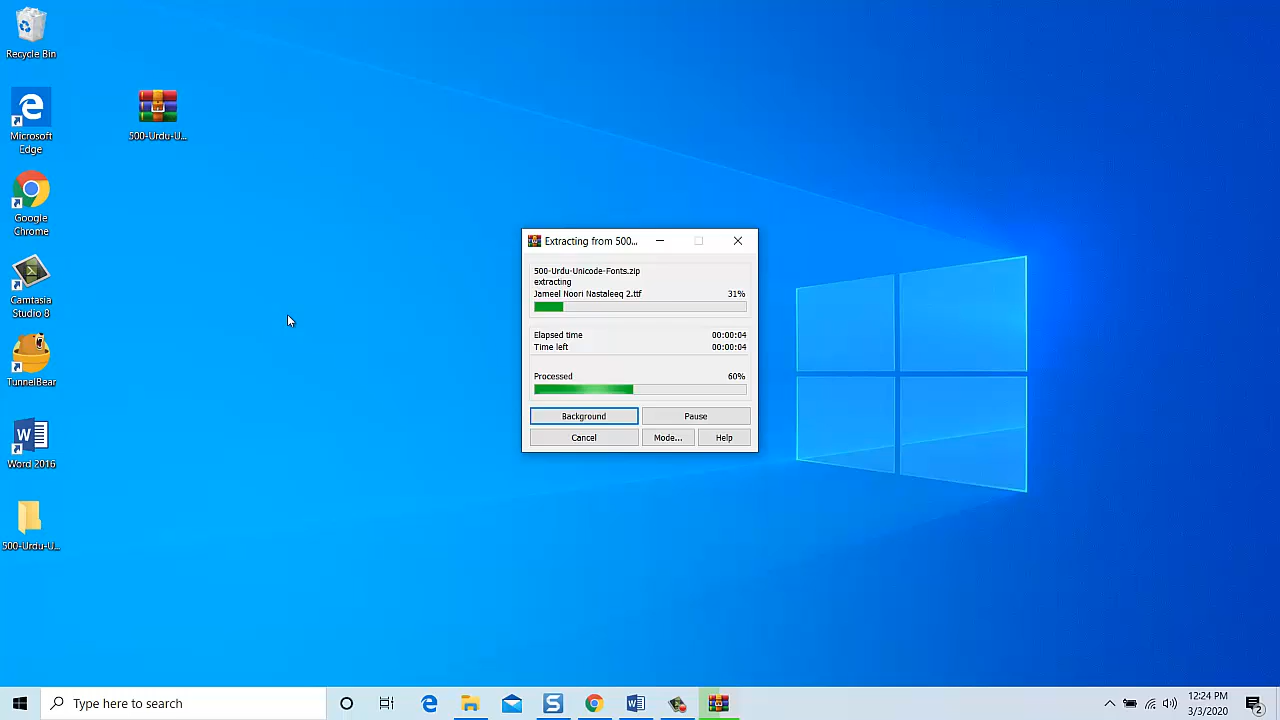 Recycle Bin
Microsoft
Edge
500-Urdu-U...
Google
Chrome
Camtasia
Studio 8
TunnelBear
Word 2016
500-Urdu-U...
Extracting from 500...
500-Urdu-Unicode-Fonts.zip
extracting
Jameel Noori Nastaleeq 2.ttf 31%
Elapsed time 00:00:04
Time left 00:00:04
Processed 60%
Background Pause
Cancel Mode... Help
Type here to search
12:24 PM
3/3/2020
2